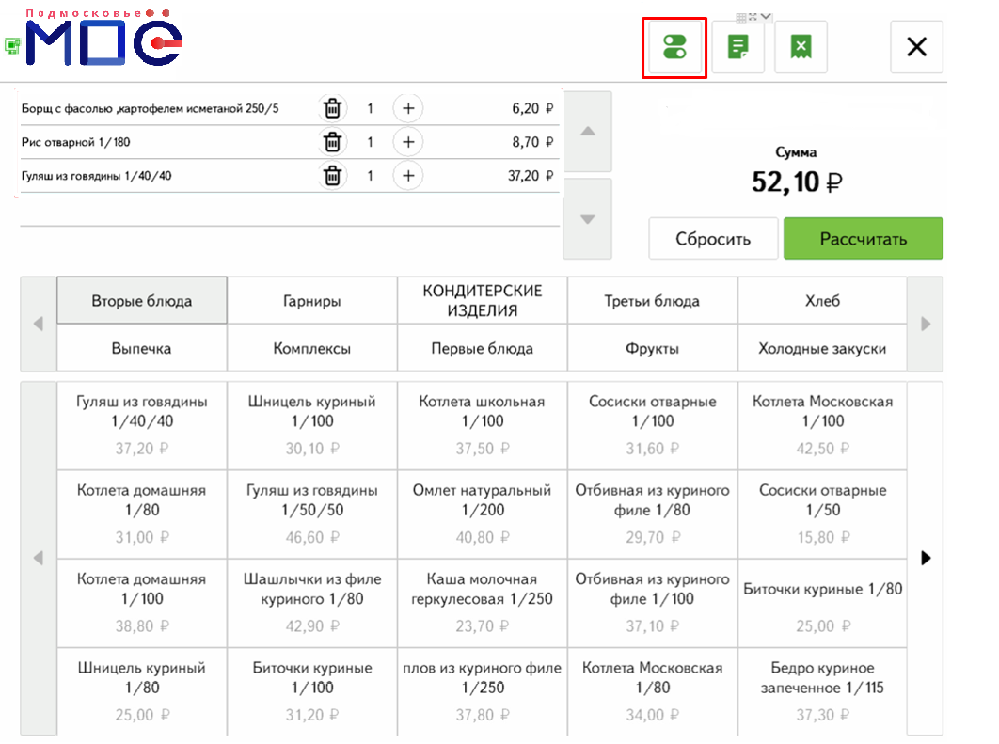 Подмосковье
МОС
Борщ с фасолью ,картофелем исметаной 250/5 1 + 6,20 ₽
Рис отварной 1/180 1 + 8,70 ₽
Гуляш из говядины 1/40/40 1 + 37,20 ₽
Сумма
52,10 ₽
Сбросить Рассчитать
Вторые блюда Гарниры КОНДИТЕРСКИЕ Третьи блюда Хлеб
ИЗДЕЛИЯ
Выпечка Комплексы Первые блюда Фрукты Холодные закуски
Гуляш из говядины Шницель куриный Котлета школьная Сосиски отварные Котлета Московская
1/40/40 1/100 1/100 1/100 1/100
37,20 ₽ 30,10 ₽ 37,50 ₽ 31,60 ₽ 42,50 ₽
Котлета домашняя Гуляш из говядины Омлет натуральный Отбивная из куриного Сосиски отварные
1/80 1/50/50 1/200 филе 1/80 1/50
31,00 ₽ 46,60 ₽ 40,80 ₽ 29,70 ₽ 15,80 ₽
Котлета домашняя Шашлычки из филе Каша молочная Отбивная из куриного Биточки куриные 1/80
1/100 куриного 1/80 геркулесовая 1/250 филе 1/100
38,80 ₽ 42,90 ₽ 23,70 ₽ 37,10 ₽ 25,00 ₽
Шницель куриный Биточки куриные плов из куриного филе Котлета Московская Бедро куриное
1/80 1/100 1/250 1/80 запеченное 1/115
25,00 ₽ 31,20 ₽ 37,80 ₽ 34,00 ₽ 37,30 ₽